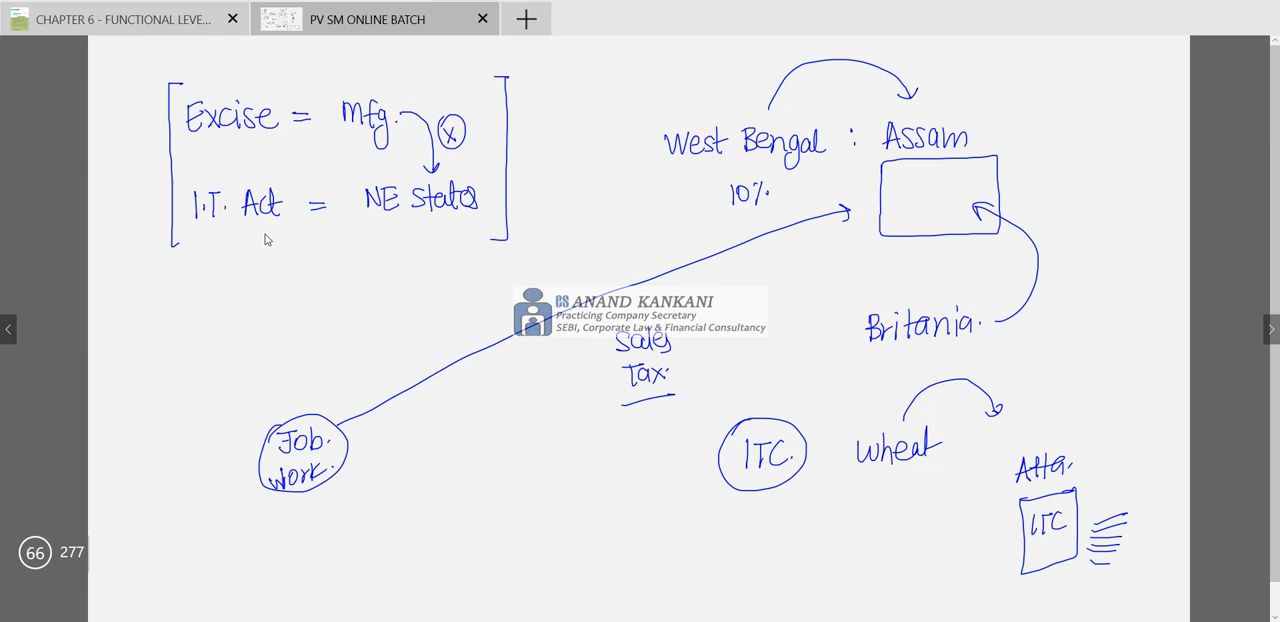 CHAPTER 6 - FUNCTIONAL LEVE...
PV SM ONLINE BATCH
Excise = Mfg. X
I.T. Act = NE States
West Bengal : Assam
10%.
CS ANAND KANKANI
Practicing Company Secretary
SEBI, Corporate Law & Financial Consultancy
Britania.
Sales
Tax.
Job.
work.
ITC.
Wheat
Atta.
ITC
66 277